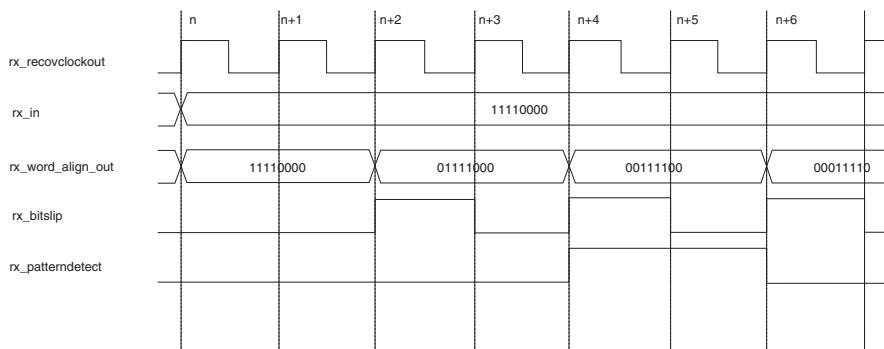 n n+1 n+2 n+3 n+4 n+5 n+6
rx_recovclockout
rx_in 11110000
rx_word_align_out 11110000 01111000 00111100 00011110
rx_bitslip
rx_patterndetect